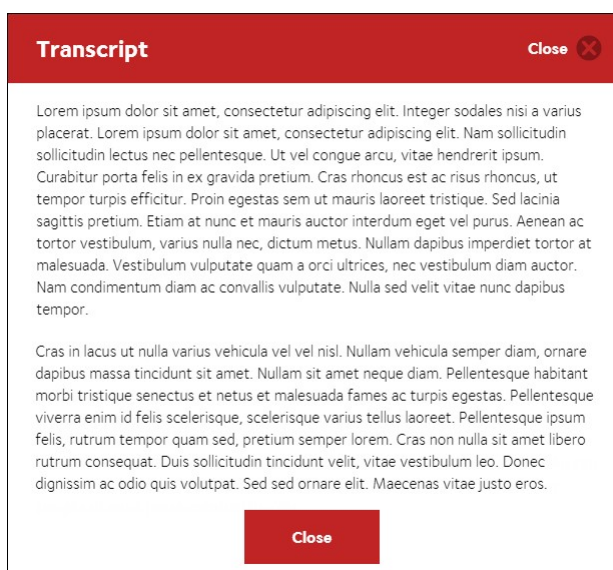 Transcript
Close
Lorem ipsum dolor sit amet, consectetur adipiscing elit. Integer sodales nisi a varius
placerat. Lorem ipsum dolor sit amet, consectetur adipiscing elit. Nam sollicitudin
sollicitudin lectus nec pellentesque. Ut vel congue arcu, vitae hendrerit ipsum.
Curabitur porta felis in ex gravida pretium. Cras rhoncus est ac risus rhoncus, ut
tempor turpis efficitur. Proin egestas sem ut mauris laoreet tristique. Sed lacinia
sagittis pretium. Etiam at nunc et mauris auctor interdum eget vel purus. Aenean ac
tortor vestibulum, varius nulla nec, dictum metus. Nullam dapibus imperdiet tortor at
malesuada. Vestibulum vulputate quam a orci ultrices, nec vestibulum diam auctor.
Nam condimentum diam ac convallis vulputate. Nulla sed velit vitae nunc dapibus
tempor.
Cras in lacus ut nulla varius vehicula vel vel nisl. Nullam vehicula semper diam, ornare
dapibus massa tincidunt sit amet. Nullam sit amet neque diam. Pellentesque habitant
morbi tristique senectus et netus et malesuada fames ac turpis egestas. Pellentesque
viverra enim id felis scelerisque, scelerisque varius tellus laoreet. Pellentesque ipsum
felis, rutrum tempor quam sed, pretium semper lorem. Cras non nulla sit amet libero
rutrum consequat. Duis sollicitudin tincidunt velit, vitae vestibulum leo. Donec
dignissim ac odio quis volutpat. Sed sed ornare elit. Maecenas vitae justo eros.
Close